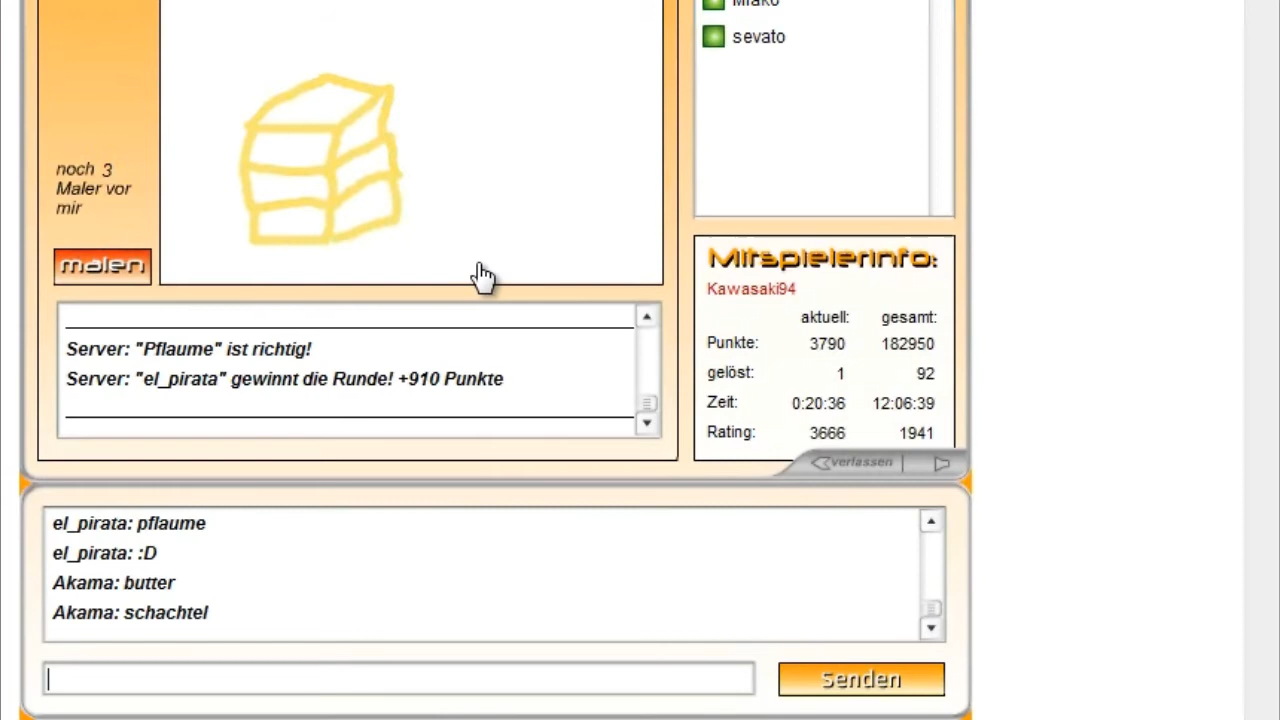 Mlako
sevato
noch 3
Maler vor
mir
malen
Mitspielerinfo:
Kawasaki94
aktuell: gesamt:
Punkte: 3790 182950
gelöst: 1 92
Zeit: 0:20:36 12:06:39
Rating: 3666 1941
verlassen
Server: "Pflaume" ist richtig!
Server: "el_pirata" gewinnt die Runde! +910 Punkte
el_pirata: pflaume
el_pirata: :D
Akama: butter
Akama: schachtel
Senden